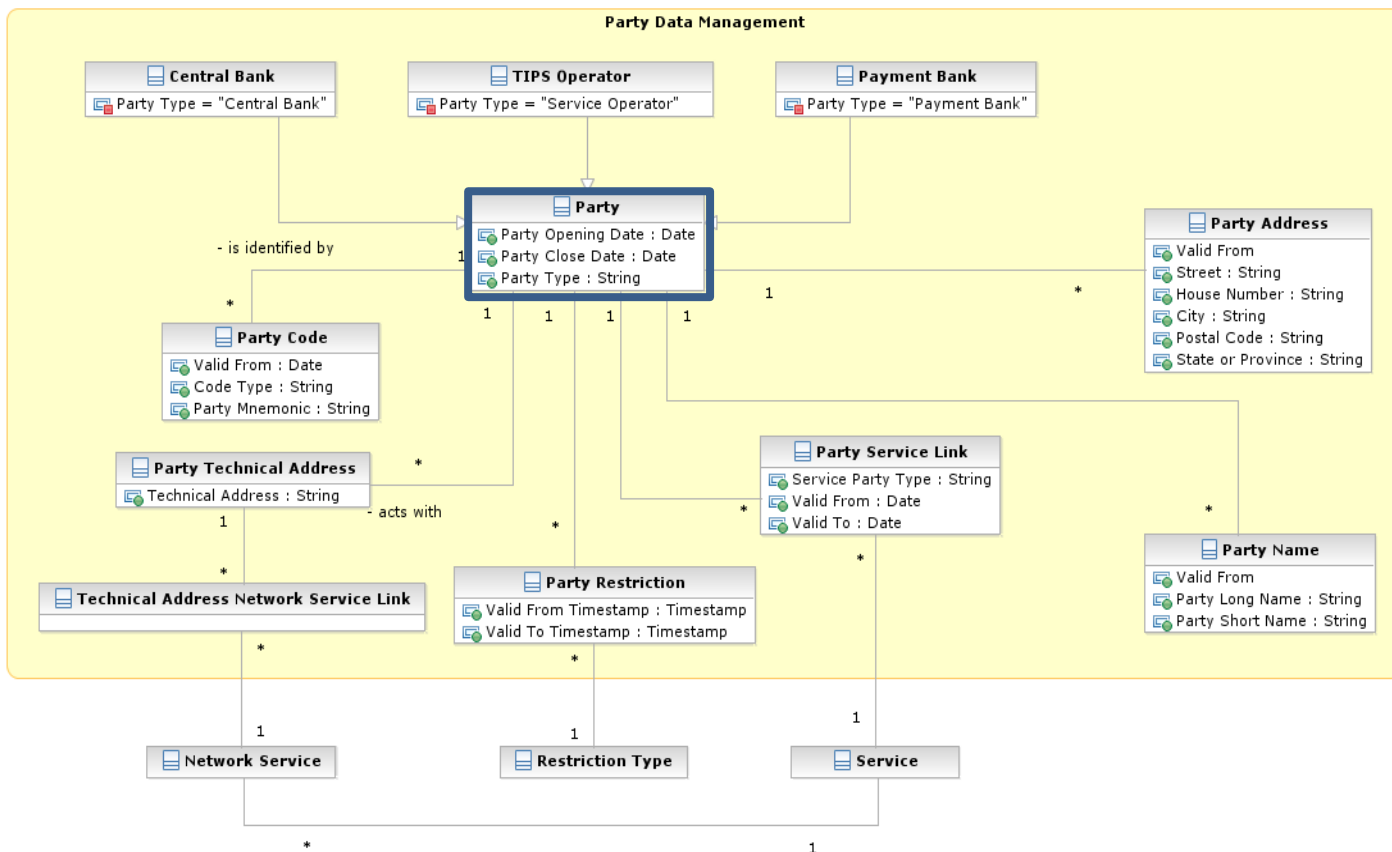 Party Data Management
Central Bank
Party Type = "Central Bank"
TIPS Operator
Party Type = "Service Operator"
Payment Bank
Party Type = "Payment Bank"
Party
Party Opening Date : Date
Party Close Date : Date
Party Type : String
Party Address
Valid From
Street : String
House Number : String
City : String
Postal Code : String
State or Province : String
- is identified by
1
*
1
*
1
1
1
1
Party Code
Valid From : Date
Code Type : String
Party Mnemonic : String
Party Technical Address
Technical Address : String
*
- acts with
1
*
Party Service Link
Service Party Type : String
Valid From : Date
Valid To : Date
*
*
*
*
Party Name
Valid From
Party Long Name : String
Party Short Name : String
Technical Address Network Service Link
Party Restriction
Valid From Timestamp : Timestamp
Valid To Timestamp : Timestamp
*
*
1
1
1
Network Service
Restriction Type
Service
*
1